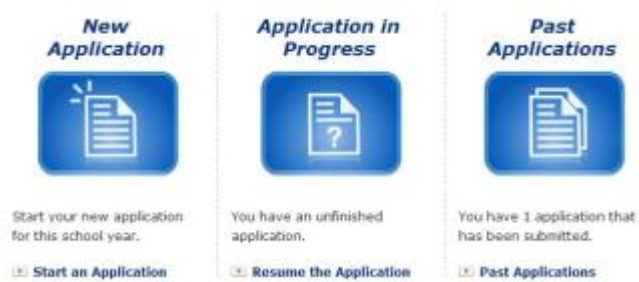 New
Application
Start your new application
for this school year.
Start an Application
Application in
Progress
?
You have an unfinished
application.
Resume the Application
Past
Applications
You have 1 application that
has been submitted.
Past Applications